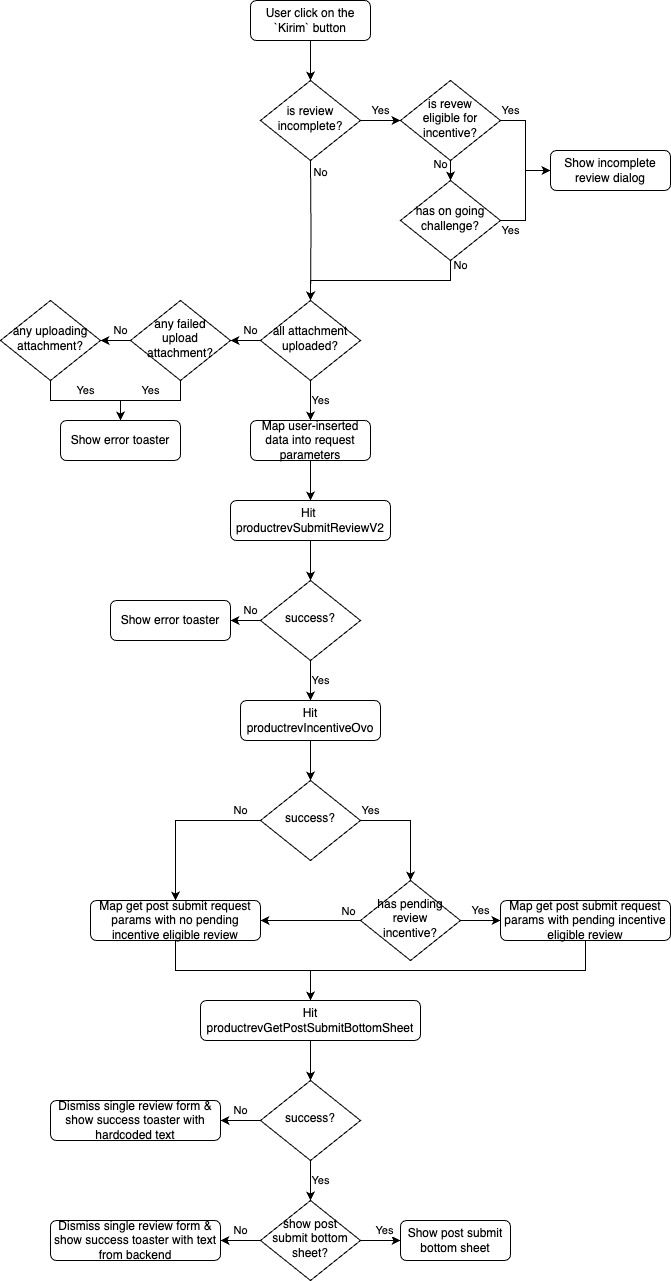 User click on the
`Kirim` button
is review
incomplete?
Yes
is revew
eligible for
incentive?
Yes
Show incomplete
review dialog
No
No
has on going
challenge?
Yes
No
any uploading
attachment?
No
any failed
upload
attachment?
No
all attachment
uploaded?
Yes
Yes
Yes
Show error toaster
Map user-inserted
data into request
parameters
Hit
productrevSubmitReviewV2
Show error toaster
No
success?
Yes
Hit
productrevIncentiveOvo
No
success?
Yes
Map get post submit request
params with no pending
incentive eligible review
No
has pending
review
incentive?
Yes
Map get post submit request
params with pending incentive
eligible review
Hit
productrevGetPostSubmitBottomSheet
Dismiss single review form &
show success toaster with
hardcoded text
No
success?
Yes
Dismiss single review form &
show success toaster with text
from backend
No
show post
submit bottom
sheet?
Yes
Show post submit
bottom sheet